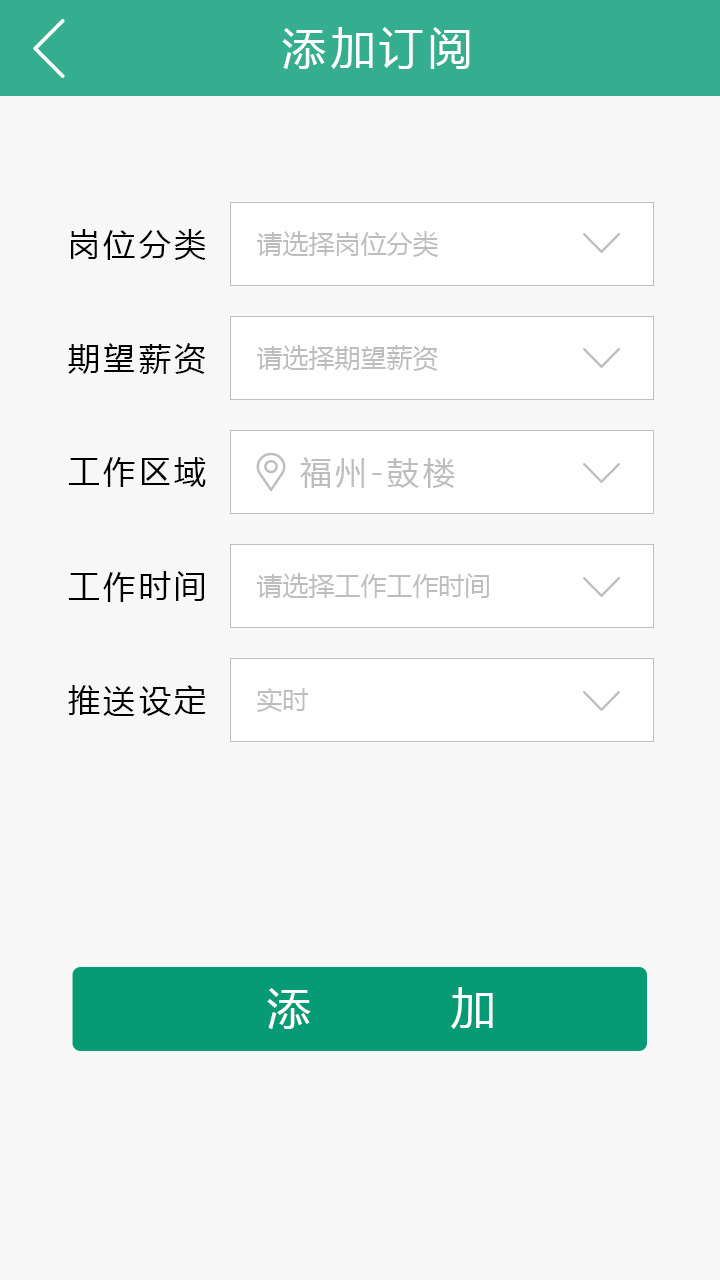 添加订阅
岗位分类 请选择岗位分类
期望薪资 请选择期望薪资
工作区域 福州-鼓楼
工作时间 请选择工作工作时间
推送设定 实时
添 加